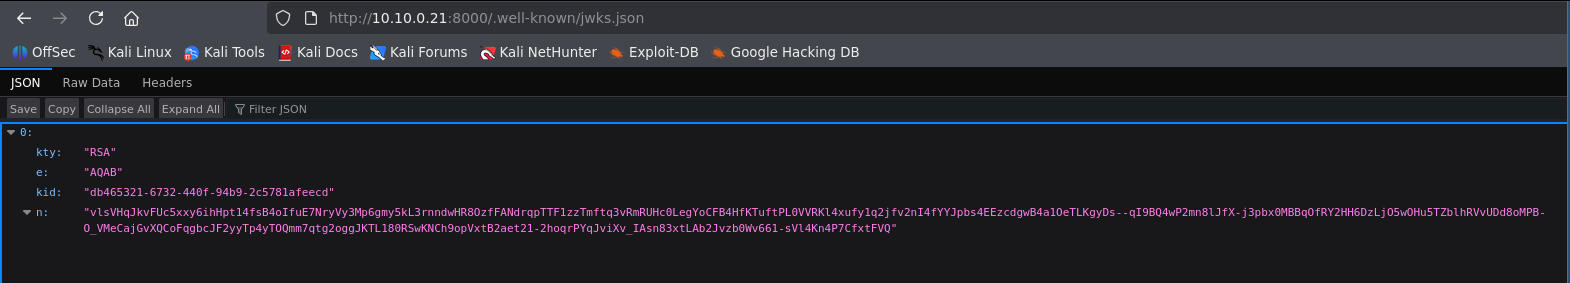 http://10.10.0.21:8000/.well-known/jwks.json
OffSec Kali Linux Kali Tools Kali Docs Kali Forums Kali NetHunter Exploit-DB Google Hacking DB
JSON Raw Data Headers
Save Copy Collapse All Expand All Filter JSON
0:
kty: "RSA"
e: "AQAB"
kid: "db465321-6732-440f-94b9-2c5781afeecd"
n: "vlsVHqJkvFUc5xxy6ihHpt14fsB4oIfuE7NryVy3Mp6gmy5kL3rnndwHR8OzfFANdrqpTTF1zzTmftq3vRmRUHc0LegYoCFB4HfKTuftPL0VVRKl4xufy1q2jfv2nI4fYYJpbs4EEzcdgwB4a1OeTLKgyDs--qI9BQ4wP2mn8lJfX-j3pbx0MBBqOfRY2HH6DzLjO5wOHu5TZblhRVvUDd8oMPB-
O_VMeCajGvXQCoFqgbcJF2yyTp4yTOQmm7qtg2oggJKTL180RSwKNCh9opVxtB2aet21-2hoqrPYqJviXv_IAsn83xtLAb2Jvzb0Wv661-sVl4Kn4P7CfxtFVQ"